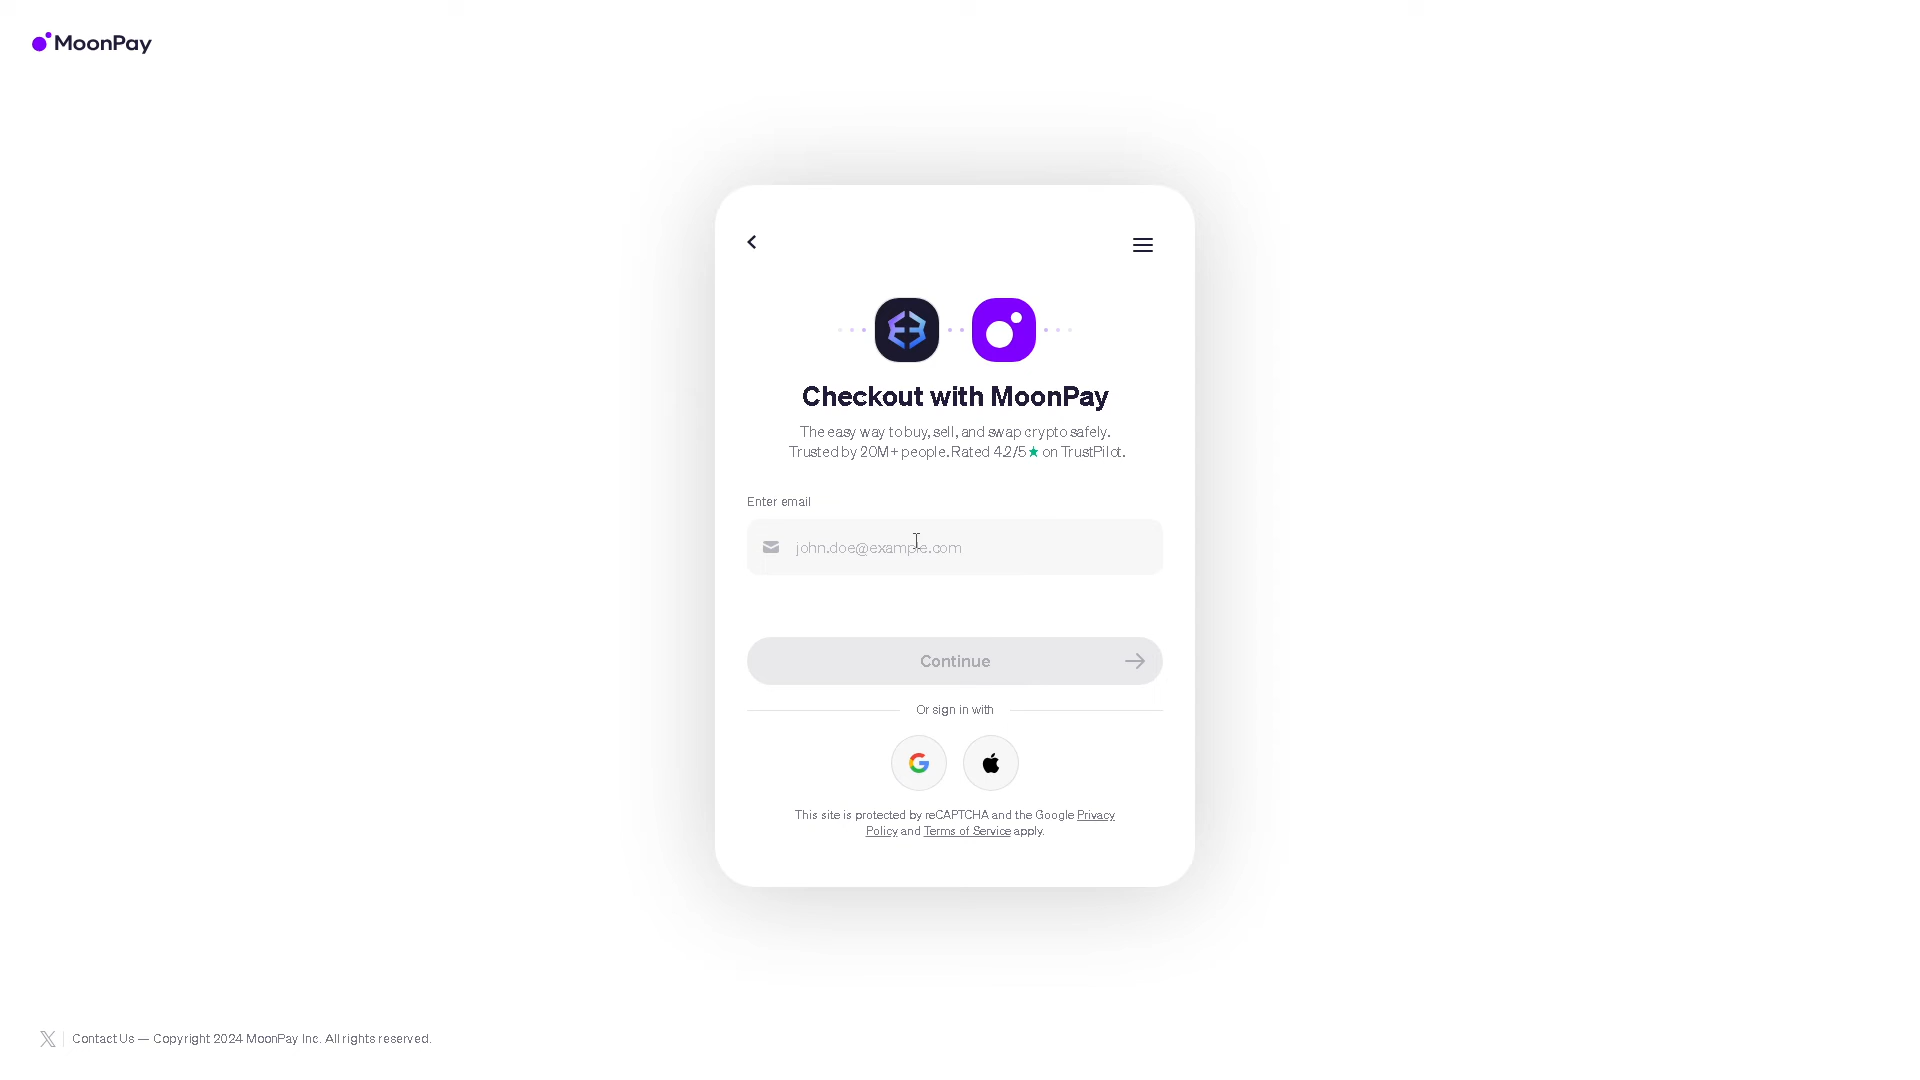 MoonPay
Checkout with MoonPay
The easy way to buy, sell, and swap crypto safely.
Trusted by 20M+ people. Rated 4.2/5★ on TrustPilot.
Enter email
john.doe@example.com
Continue
Or sign in with
This site is protected by reCAPTCHA and the Google Privacy
Policy and Terms of Service apply.
Contact Us — Copyright 2024 MoonPay Inc. All rights reserved.